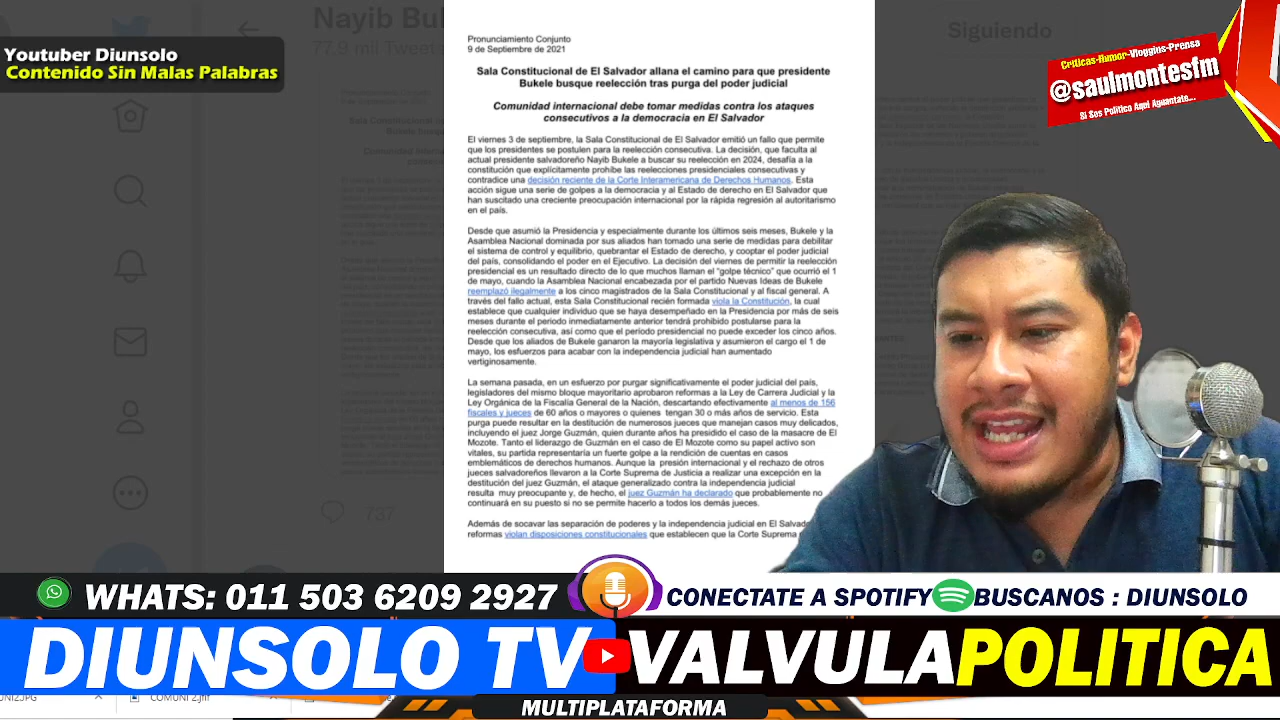 Nayib Buk
77.9 mil Tweet
Siguiendo
Youtuber Diunsolo
Contenido Sin Malas Palabras
Criticas-Humor-Vloggins-Prensa
@saulmontesfm
Si Sos Político Aqui Aguantate...
Pronunciamiento Conjunto
9 de Septiembre de 2021
Sala Constitucional de El Salvador allana el camino para que presidente
Bukele busque reelección tras purga del poder judicial
Comunidad internacional debe tomar medidas contra los ataques
consecutivos a la democracia en El Salvador
El viernes 3 de septiembre, la Sala Constitucional de El Salvador emitió un fallo que permite
que los presidentes se postulen para la reelección consecutiva. La decisión, que faculta al
actual presidente salvadoreño Nayib Bukele a buscar su reelección en 2024, desafía a la
constitución que explícitamente prohíbe las reelecciones presidenciales consecutivas y
contradice una decisión reciente de la Corte Interamericana de Derechos Humanos. Esta
acción sigue una serie de golpes a la democracia y al Estado de derecho en El Salvador que
han suscitado una creciente preocupación internacional por la rápida regresión al autoritarismo
en el país.
Desde que asumió la Presidencia y especialmente durante los últimos seis meses, Bukele y la
Asamblea Nacional dominada por sus aliados han tomado una serie de medidas para debilitar
el sistema de control y equilibrio, quebrantar el Estado de derecho, y cooptar el poder judicial
del país, consolidando el poder en el Ejecutivo. La decisión del viernes de permitir la reelección
presidencial es un resultado directo de lo que muchos llaman el “golpe técnico” que ocurrió el 1
de mayo, cuando la Asamblea Nacional encabezada por el partido Nuevas Ideas de Bukele
reemplazó ilegalmente a los cinco magistrados de la Sala Constitucional y al fiscal general. A
través del fallo actual, esta Sala Constitucional recién formada viola la Constitución, la cual
establece que cualquier individuo que se haya desempeñado en la Presidencia por más de seis
meses durante el periodo inmediatamente anterior tendrá prohibido postularse para la
reelección consecutiva, así como que el período presidencial no puede exceder los cinco años.
Desde que los aliados de Bukele ganaron la mayoría legislativa y asumieron el cargo el 1 de
mayo, los esfuerzos para acabar con la independencia judicial han aumentado
vertiginosamente.
La semana pasada, en un esfuerzo por purgar significativamente el poder judicial del país,
legisladores del mismo bloque mayoritario aprobaron reformas a la Ley de Carrera Judicial y la
Ley Orgánica de la Fiscalía General de la Nación, descartando efectivamente al menos de 156
fiscales y jueces de 60 años o mayores o quienes tengan 30 o más años de servicio. Esta
purga puede resultar en la destitución de numerosos jueces que manejan casos muy delicados,
incluyendo el juez Jorge Guzmán, quien durante años ha presidido el caso de la masacre de El
Mozote. Tanto el liderazgo de Guzmán en el caso de El Mozote como su papel activo son
vitales, su partida representaría un fuerte golpe a la rendición de cuentas en casos
emblemáticos de derechos humanos. Aunque la presión internacional y el rechazo de otros
jueces salvadoreños llevaron a la Corte Suprema de Justicia a realizar una excepción en la
destitución del juez Guzmán, el ataque generalizado contra la independencia judicial
resulta muy preocupante y, de hecho, el juez Guzmán ha declarado que probablemente no
continuará en su puesto si no se permite hacerlo a todos los demás jueces.
Además de socavar las separación de poderes y la independencia judicial en El Salvado
reformas violan disposiciones constitucionales que establecen que la Corte Suprema
737
WHATS: 011 503 6209 2927
CONECTATE A SPOTIFY BUSCANOS : DIUNSOLO
DIUNSOLO TV VALVULA POLITICA
UNI2.JPG
COMUNI 2.jfif
MULTIPLATAFORMA